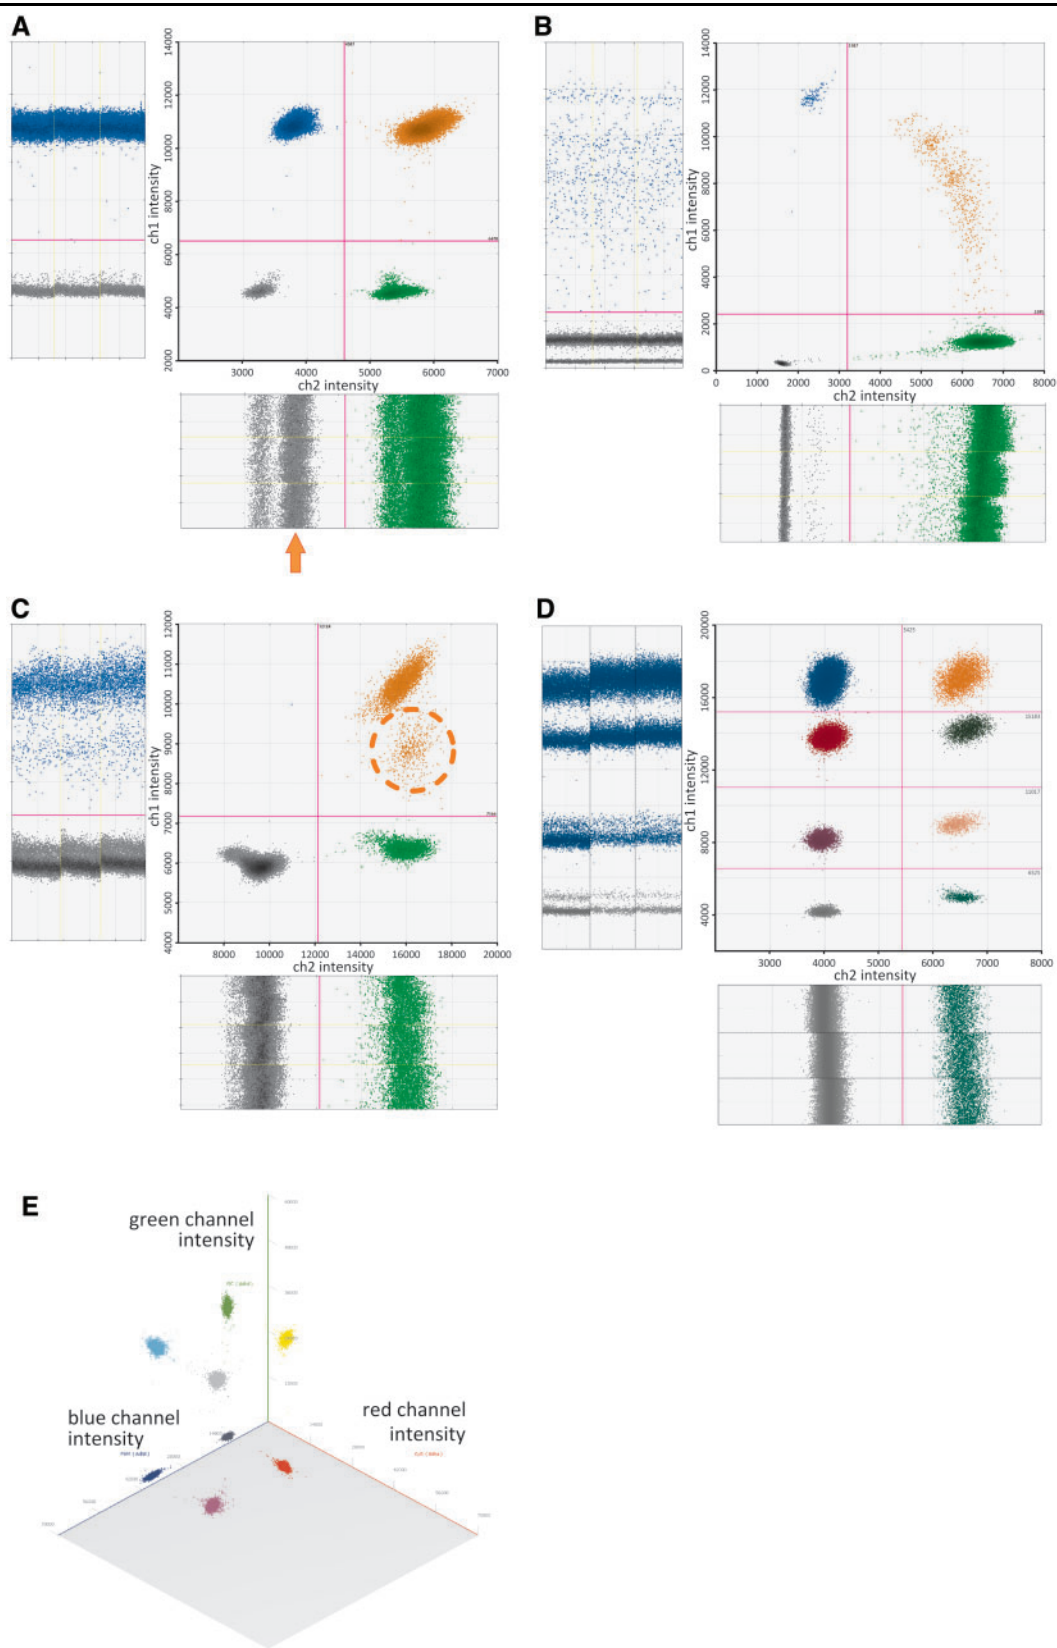 A
14000
12000
10000
8000
6000
4000
2000
ch1 intensity
3000 4000 5000 6000 7000
ch2 intensity
B
14000
12000
10000
8000
6000
4000
2000
0
ch1 intensity
0 1000 2000 3000 4000 5000 6000 7000 8000
ch2 intensity
C
12000
11000
10000
9000
8000
7000
6000
5000
4000
ch1 intensity
8000 10000 12000 14000 16000 18000 20000
ch2 intensity
D
20000
16000
12000
8000
4000
ch1 intensity
5425
3000 4000 5000 6000 7000 8000
ch2 intensity
E
green channel
intensity
blue channel
intensity
red channel
intensity